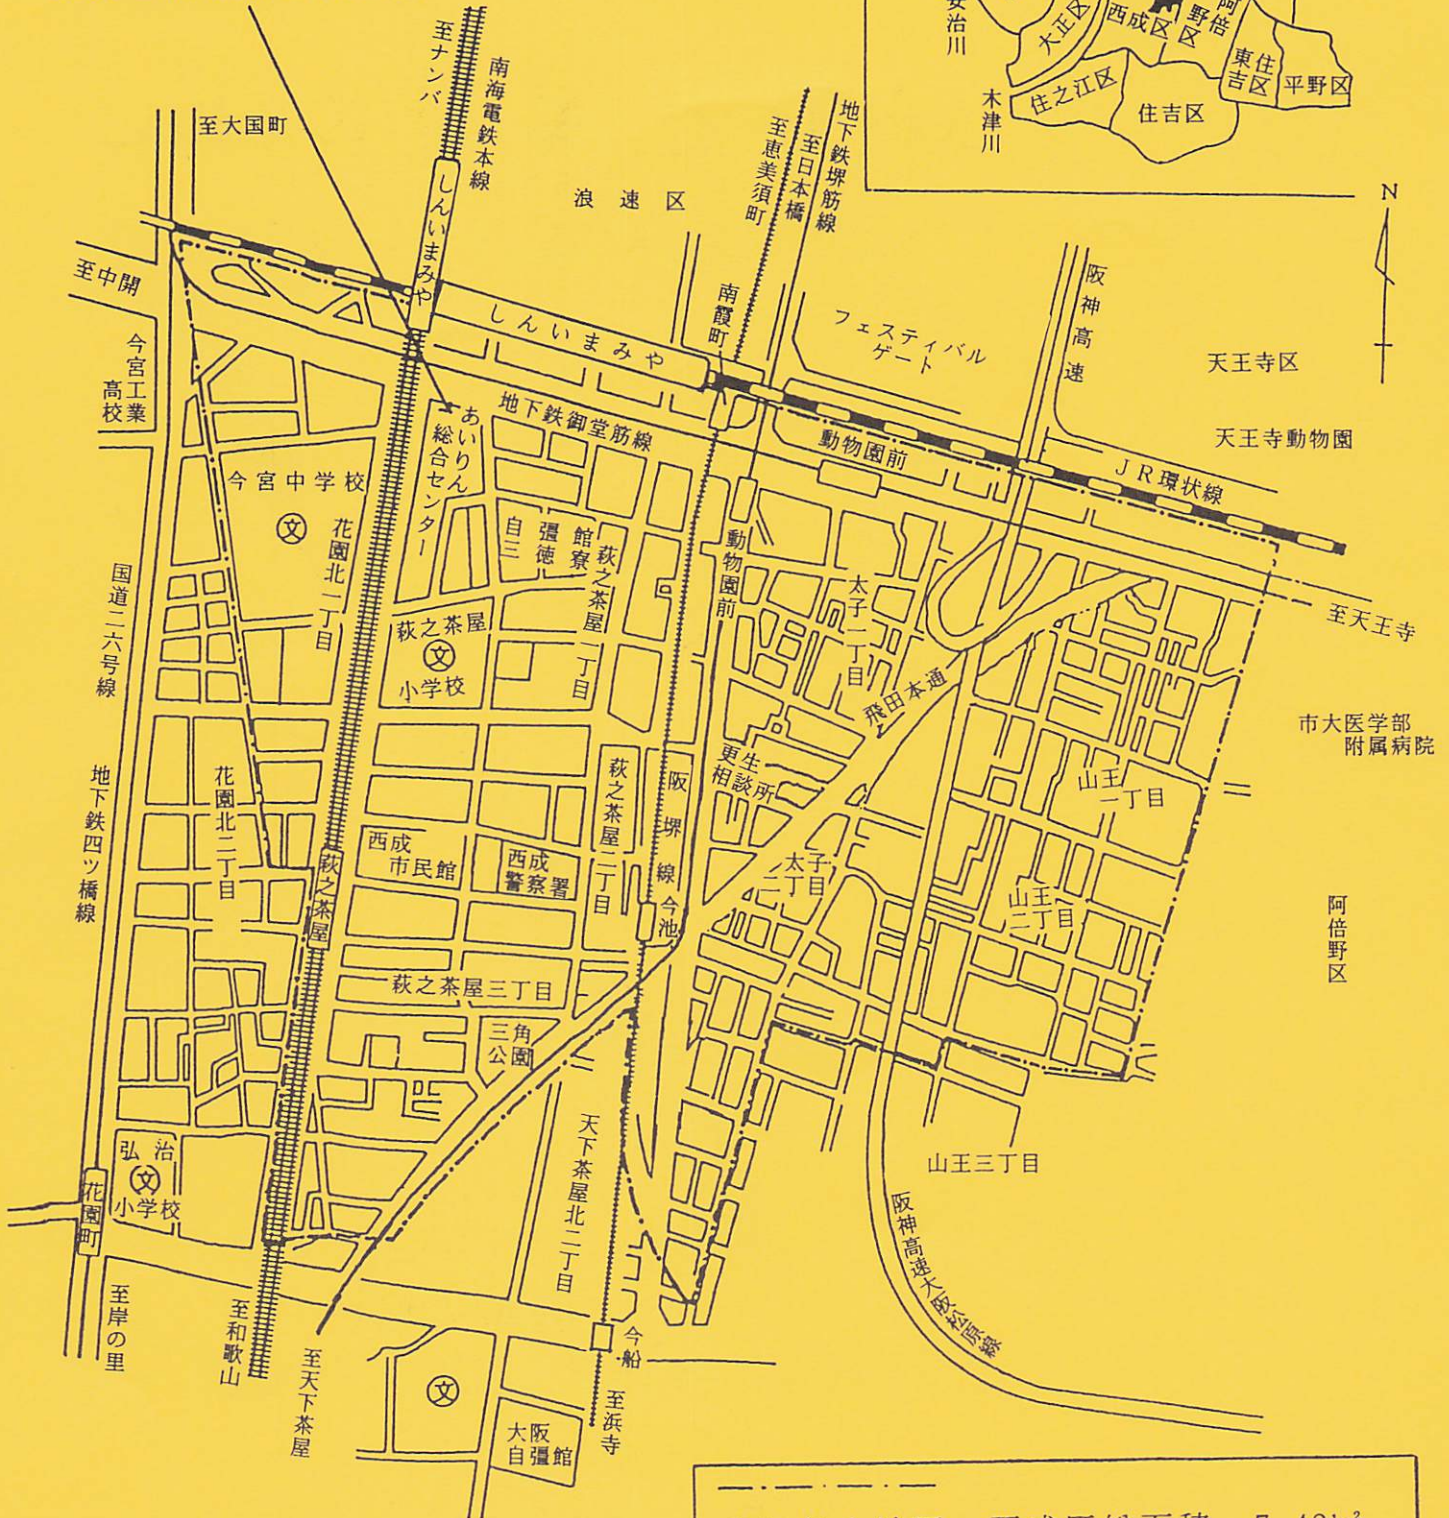 安治川
大正区
西成区
阿倍野区
東住吉区
平野区
住之江区
住吉区
木津川
至大国町
至ナンバ
南海電鉄本線
しんいまみや
浪速区
至恵美須町
至日本橋
地下鉄堺筋線
N
至中開
今宮工業
高校
しんいまみや
南霞町
フェスティバル
ゲート
阪神高速
天王寺区
天王寺動物園
あいりん
総合センター
地下鉄御堂筋線
動物園前
JR環状線
今宮中学校
文
花園北一丁目
自彊館
三徳寮
萩之茶屋一丁目
動物園前
太子一丁目
至天王寺
国道二六号線
萩之茶屋
文
小学校
飛田本通
市大医学部
附属病院
地下鉄四ツ橋線
花園北二丁目
萩之茶屋二丁目
阪堺線
更生
相談所
山王
一丁目
西成
市民館
西成
警察署
萩之茶屋
今池
太子
二丁目
山王
二丁目
阿倍野区
萩之茶屋三丁目
三角
公園
弘治
文
小学校
花園町
天下茶屋北二丁目
山王三丁目
阪神高速大阪松原線
至岸の里
至和歌山
至天下茶屋
今船
文
至浜寺
大阪
自彊館